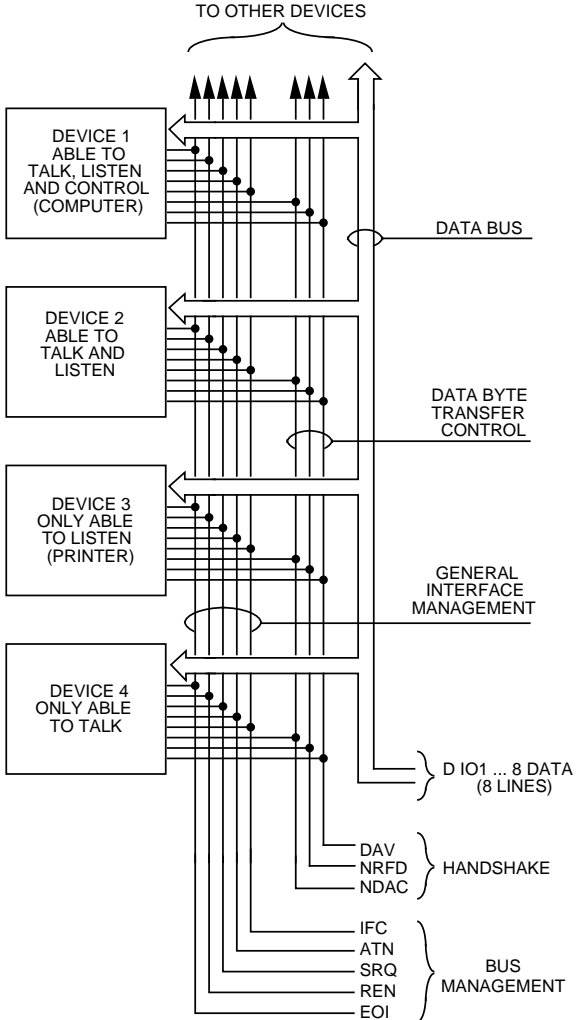 TO OTHER DEVICES
DEVICE 1
ABLE TO
TALK, LISTEN
AND CONTROL
(COMPUTER)
DATA BUS
DEVICE 2
ABLE TO
TALK AND
LISTEN
DATA BYTE
TRANSFER
CONTROL
DEVICE 3
ONLY ABLE
TO LISTEN
(PRINTER)
GENERAL
INTERFACE
MANAGEMENT
DEVICE 4
ONLY ABLE
TO TALK
D IO1 ... 8 DATA
(8 LINES)
DAV
NRFD
NDAC
HANDSHAKE
IFC
ATN
SRQ
REN
EOI
BUS
MANAGEMENT